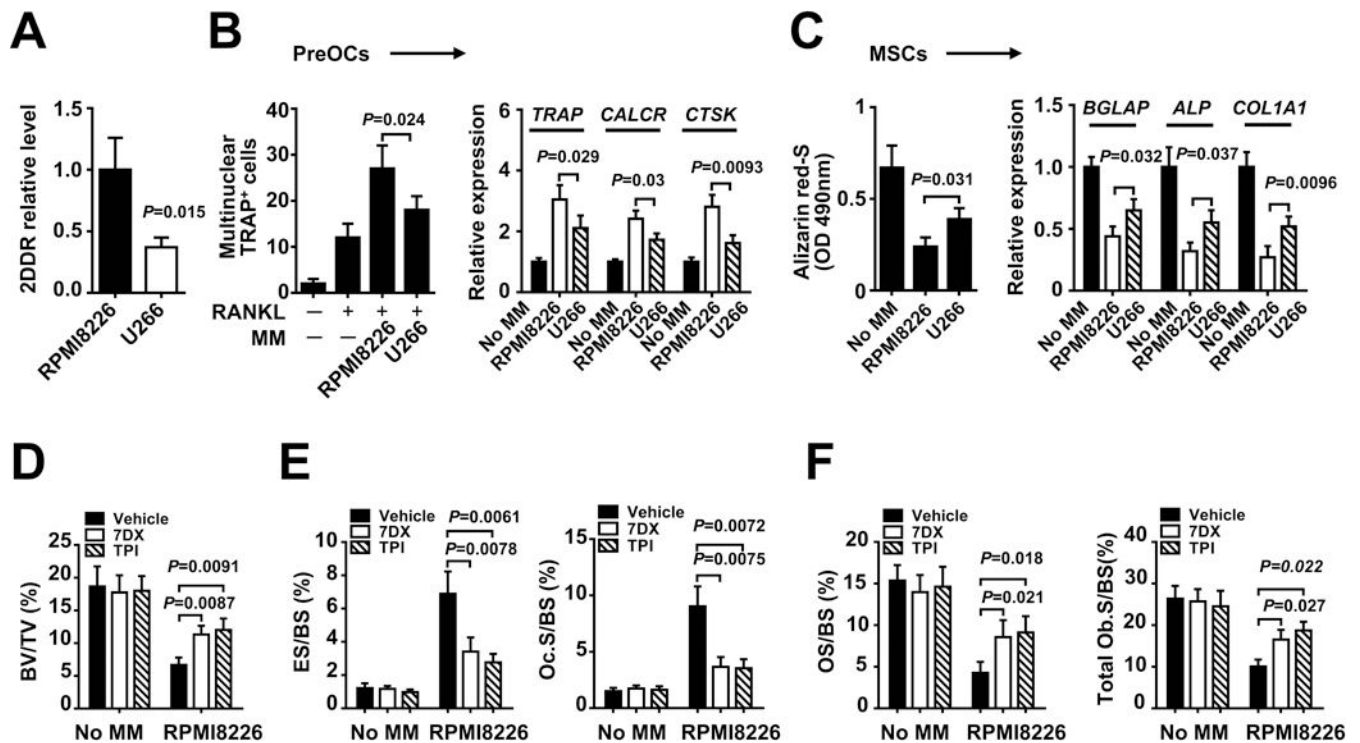 A
2DDR relative level
1.5
1.0
0.5
0.0
P=0.015
RPMI8226
U266
B
PreOCs
Multinuclear
TRAP+ cells
40
30
20
10
0
P=0.024
RANKL — + + +
MM — —
RPMI8226
U266
Relative expression
6
4
2
0
TRAP CALCR CTSK
P=0.029
P=0.03
P=0.0093
No MM
RPMI8226
U266
No MM
RPMI8226
U266
No MM
RPMI8226
U266
C
MSCs
Alizarin red-S
(OD 490nm)
1
0.5
0
P=0.031
No MM
RPMI8226
U266
Relative expression
1.5
1.0
0.5
0.0
BGLAP ALP COL1A1
P=0.032
P=0.037
P=0.0096
No MM
RPMI8226
U266
No MM
RPMI8226
U266
No MM
RPMI8226
U266
D
Vehicle
7DX
TPI
BV/TV (%)
25
20
15
10
5
0
P=0.0091
P=0.0087
No MM RPMI8226
E
Vehicle
7DX
TPI
ES/BS (%)
8
6
4
2
0
P=0.0061
P=0.0078
No MM RPMI8226
Oc.S/BS (%)
15
10
5
0
P=0.0072
P=0.0075
No MM RPMI8226
F
Vehicle
7DX
TPI
OS/BS (%)
20
15
10
5
0
P=0.018
P=0.021
No MM RPMI8226
Vehicle
7DX
TPI
Total Ob.S/BS(%)
40
30
20
10
0
P=0.022
P=0.027
No MM RPMI8226